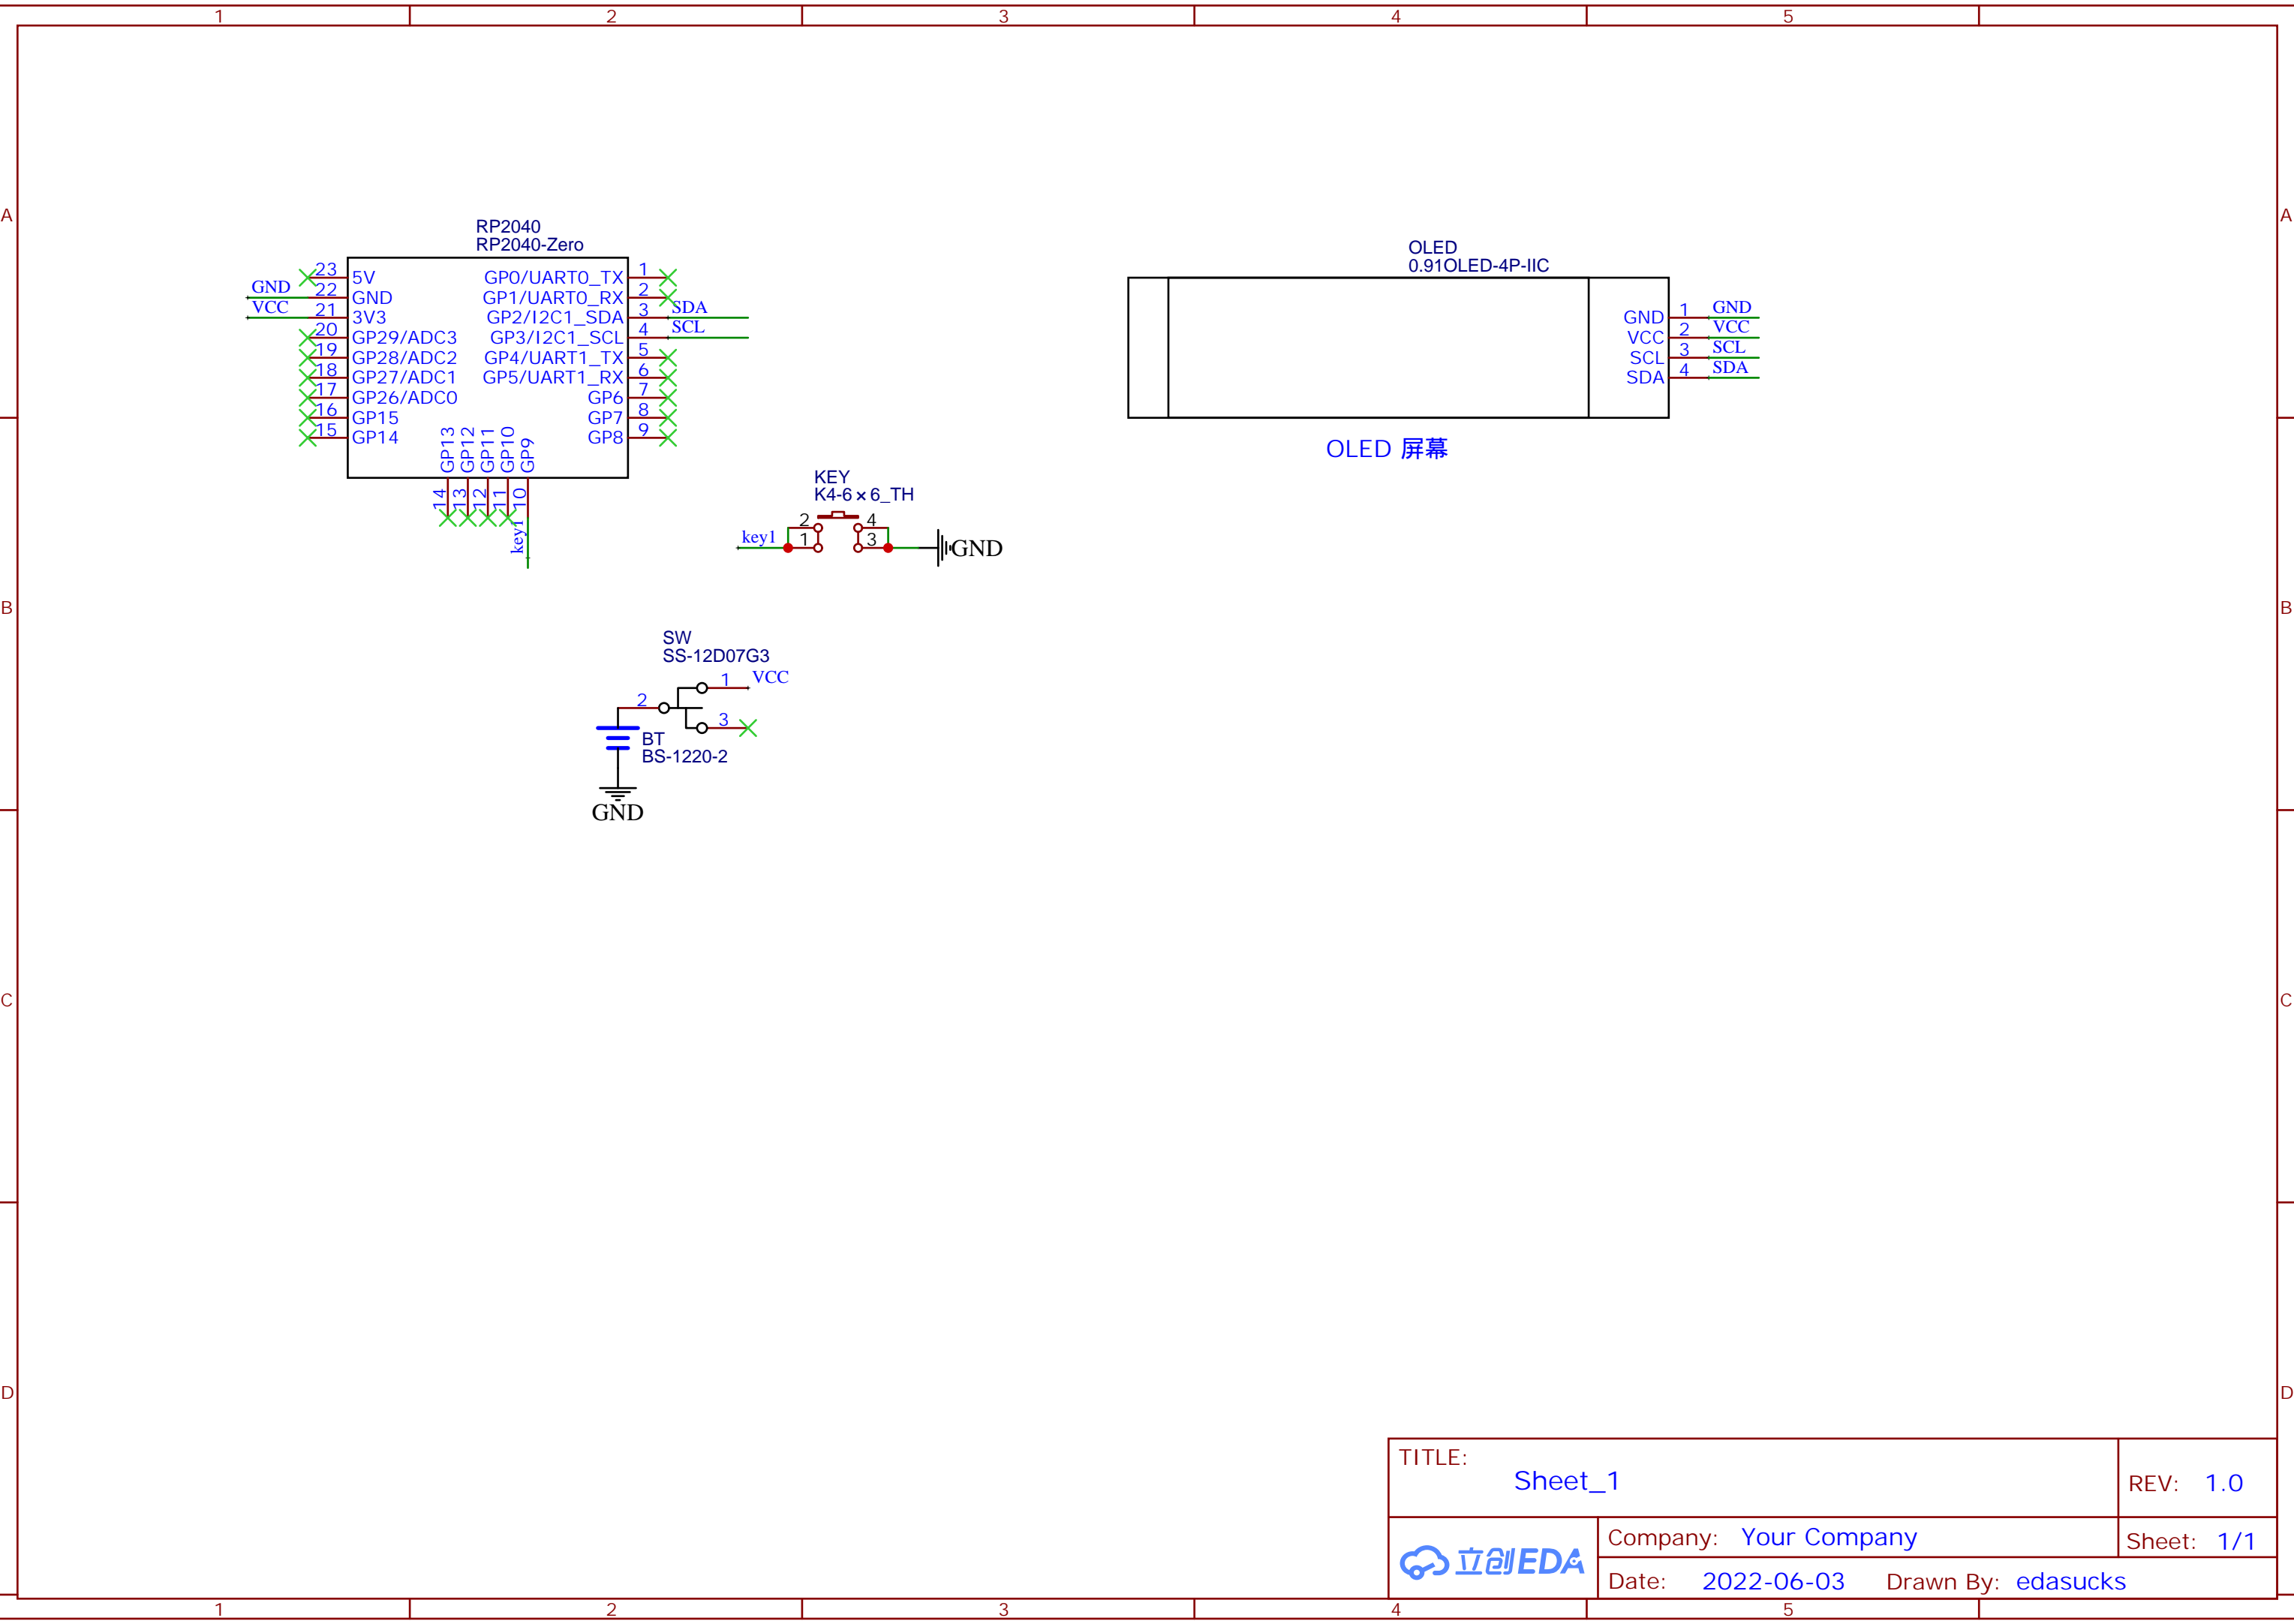 1 2 3 4 5
A A
RP2040
RP2040-Zero
23 5V
GND 22 GND
VCC 21 3V3
20 GP29/ADC3
19 GP28/ADC2
18 GP27/ADC1
17 GP26/ADC0
16 GP15
15 GP14
GP0/UART0_TX 1
GP1/UART0_RX 2
GP2/I2C1_SDA 3 SDA
GP3/I2C1_SCL 4 SCL
GP4/UART1_TX 5
GP5/UART1_RX 6
GP6 7
GP7 8
GP8 9
GP13 14
GP12 13
GP11 12
GP10 11
GP9 10
key1
OLED
0.91OLED-4P-IIC
GND 1 GND
VCC 2 VCC
SCL 3 SCL
SDA 4 SDA
OLED 屏幕
KEY
K4-6×6_TH
2 4
key1 1 3 GND
B B
SW
SS-12D07G3
1 VCC
2
3
BT
BS-1220-2
GND
C C
D D
TITLE:
Sheet_1
REV: 1.0
立创EDA
Company: Your Company
Sheet: 1/1
Date: 2022-06-03 Drawn By: edasucks
1 2 3 4 5